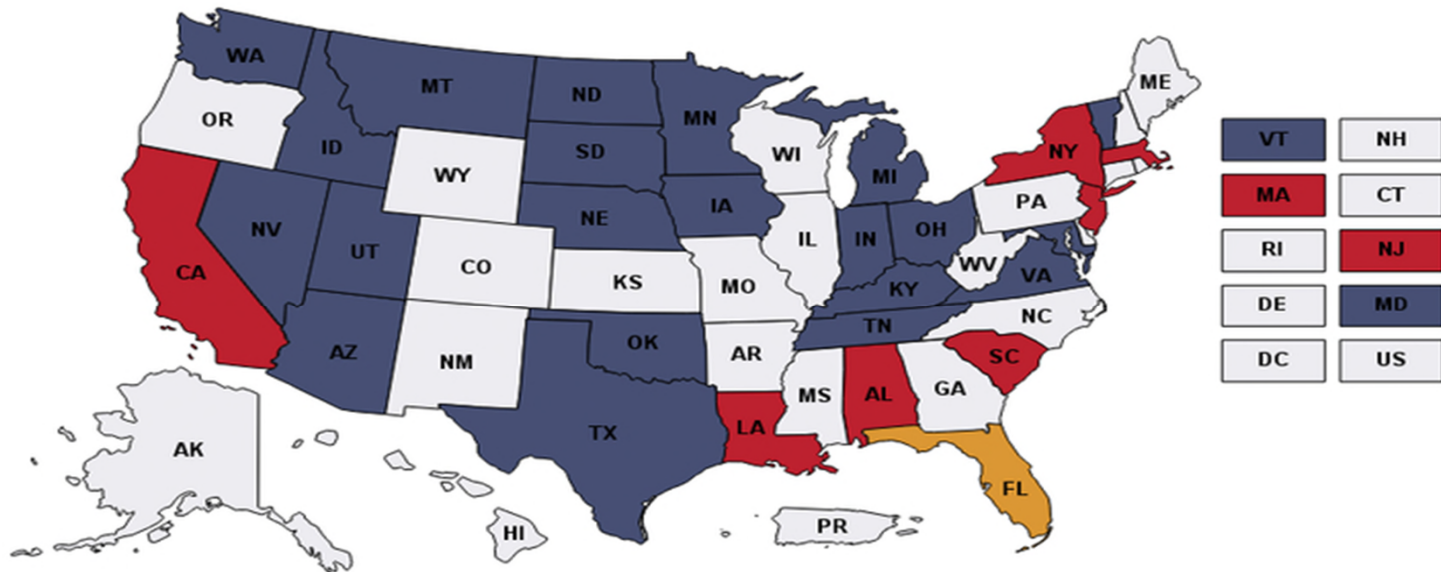 WA
MT
ND
MN
ME
OR
ID
SD
WI
NY
WY
MI
NV
NE
IA
PA
UT
IL
IN
OH
CA
CO
KS
MO
WV
VA
KY
AZ
NM
OK
AR
TN
NC
TX
LA
MS
AL
GA
SC
AK
FL
HI
PR
VT NH
MA CT
RI NJ
DE MD
DC US